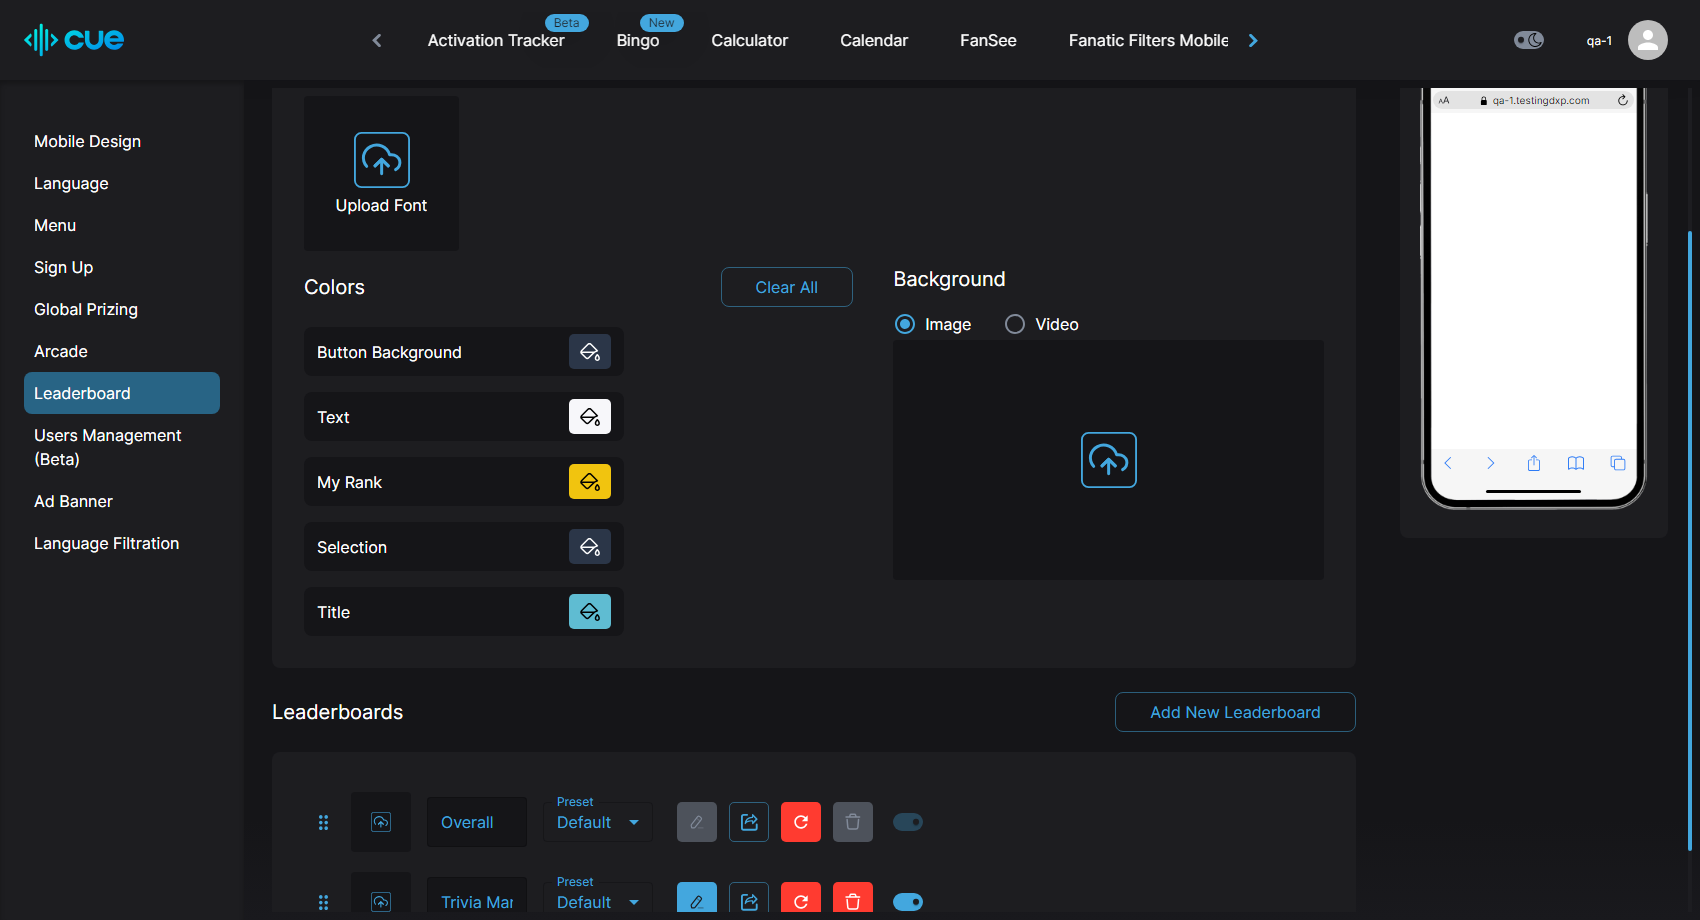 cue
Activation Tracker
Beta
Bingo
New
Calculator
Calendar
FanSee
Fanatic Filters Mobile
qa-1
Mobile Design
Language
Menu
Sign Up
Global Prizing
Arcade
Leaderboard
Users Management
(Beta)
Ad Banner
Language Filtration
Upload Font
Colors
Clear All
Button Background
Text
My Rank
Selection
Title
Background
Image
Video
AA
qa-1.testingdxp.com
Leaderboards
Add New Leaderboard
Overall
Preset
Default
Trivia Mar
Preset
Default